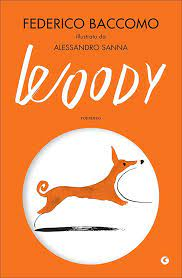 FEDERICO BACCOMO
illustrato da
ALESSANDRO SANNA
WOODY
romanzo
G